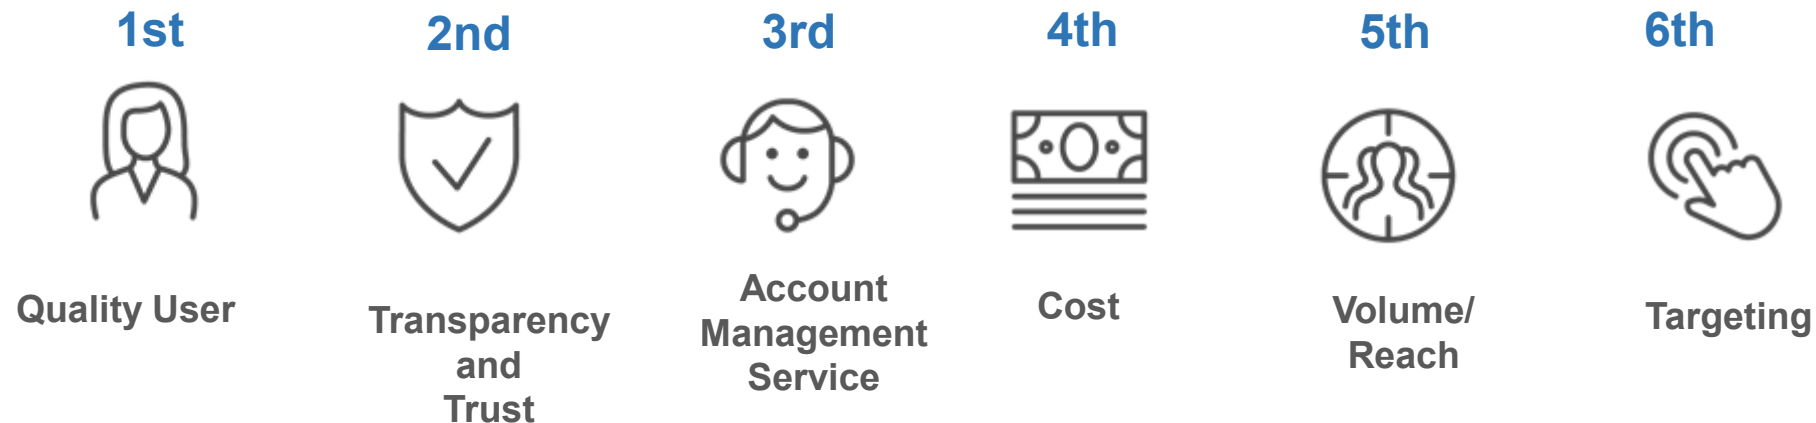 1st
Quality User
2nd
Transparency
and
Trust
3rd
Account
Management
Service
4th
Cost
5th
Volume/
Reach
6th
Targeting